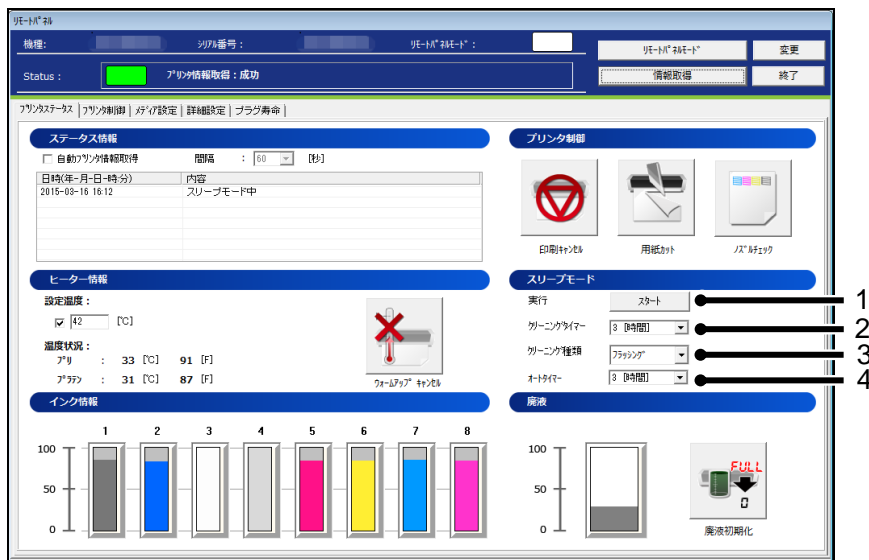 ﾘﾓｰﾄﾊﾟﾈﾙ
機種: ｼﾘｱﾙ番号： ﾘﾓｰﾄﾊﾟﾈﾙﾓｰﾄﾞ： ﾘﾓｰﾄﾊﾟﾈﾙﾓｰﾄﾞ 変更
Status： ﾌﾟﾘﾝﾀ情報取得：成功 情報取得 終了
ﾌﾟﾘﾝﾀｽﾃｰﾀｽ ﾌﾟﾘﾝﾀ制御 ﾒﾃﾞｨｱ設定 詳細設定 プラグ寿命
ステータス情報
自動ﾌﾟﾘﾝﾀ情報取得 間隔 ： 60 [秒]
日時(年-月-日-時:分) 内容
2015-03-16 16:12 スリープモード中
プリンタ制御
印刷ｷｬﾝｾﾙ 用紙ｶｯﾄ ﾉｽﾞﾙﾁｪｯｸ
ヒーター情報
設定温度：
42 [℃]
温度状況：
ﾌﾟﾘ ： 33 [℃] 91 [F]
ﾌﾟﾗﾃﾝ ： 31 [℃] 87 [F]
ｳｫｰﾑｱｯﾌﾟ ｷｬﾝｾﾙ
スリープモード
実行 スタート 1
ｸﾘｰﾆﾝｸﾞﾀｲﾏｰ 3 [時間] 2
ｸﾘｰﾆﾝｸﾞ種類 ﾌﾗｯｼﾝｸﾞ 3
ｵｰﾄﾀｲﾏｰ 3 [時間] 4
インク情報
1 2 3 4 5 6 7 8
100
50
0
廃液
100
50
0
FULL
0
廃液初期化